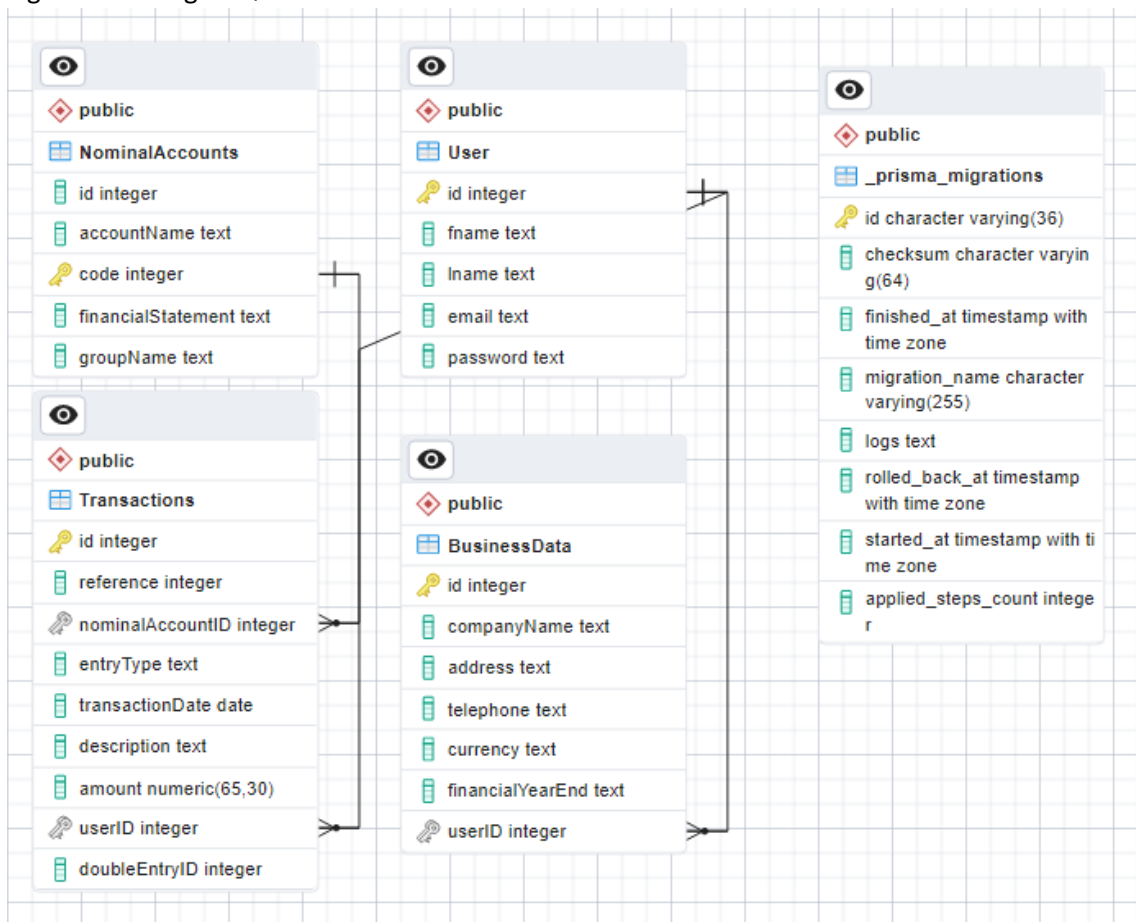 public
NominalAccounts
id integer
accountName text
code integer
financialStatement text
groupName text
public
Transactions
id integer
reference integer
nominalAccountID integer
entryType text
transactionDate date
description text
amount numeric(65,30)
userID integer
doubleEntryID integer
public
User
id integer
fname text
lname text
email text
password text
public
BusinessData
id integer
companyName text
address text
telephone text
currency text
financialYearEnd text
userID integer
public
_prisma_migrations
id character varying(36)
checksum character varyin
g(64)
finished_at timestamp with
time zone
migration_name character
varying(255)
logs text
rolled_back_at timestamp
with time zone
started_at timestamp with ti
me zone
applied_steps_count intege
r